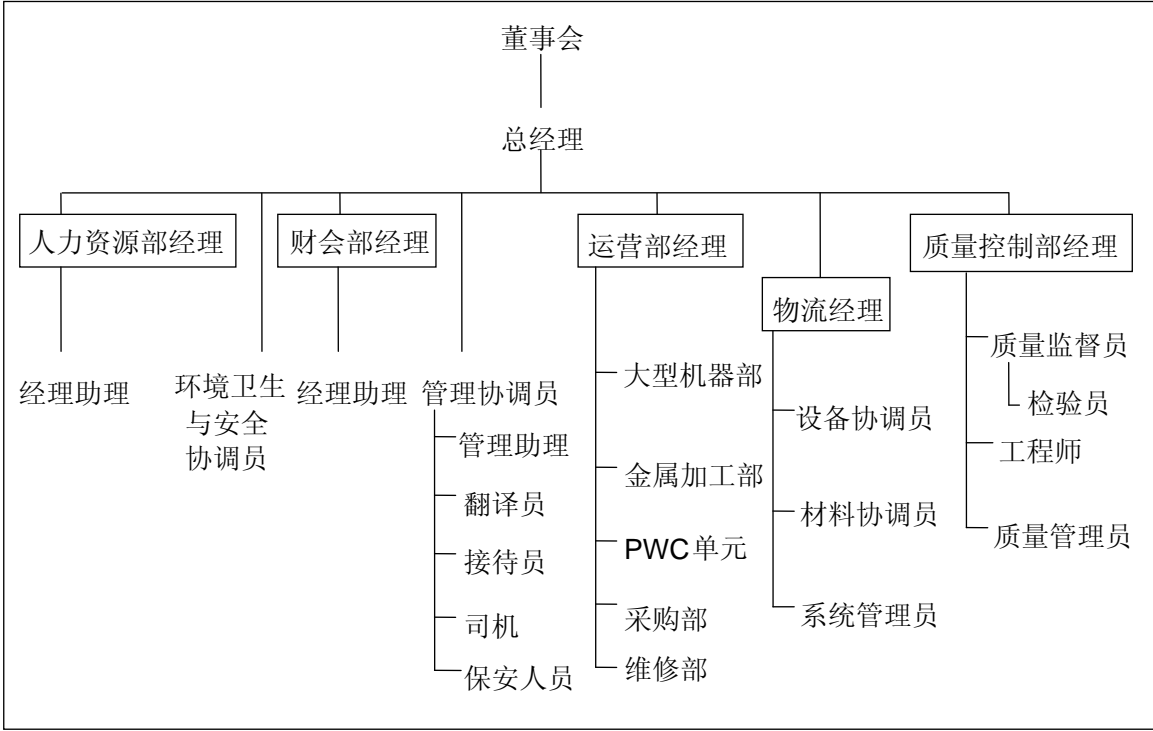 董事会
总经理
人力资源部经理
财会部经理
运营部经理
质量控制部经理
物流经理
经理助理
环境卫生
与安全
协调员
经理助理
管理协调员
管理助理
翻译员
接待员
司机
保安人员
大型机器部
金属加工部
PWC单元
采购部
维修部
设备协调员
材料协调员
系统管理员
质量监督员
检验员
工程师
质量管理员